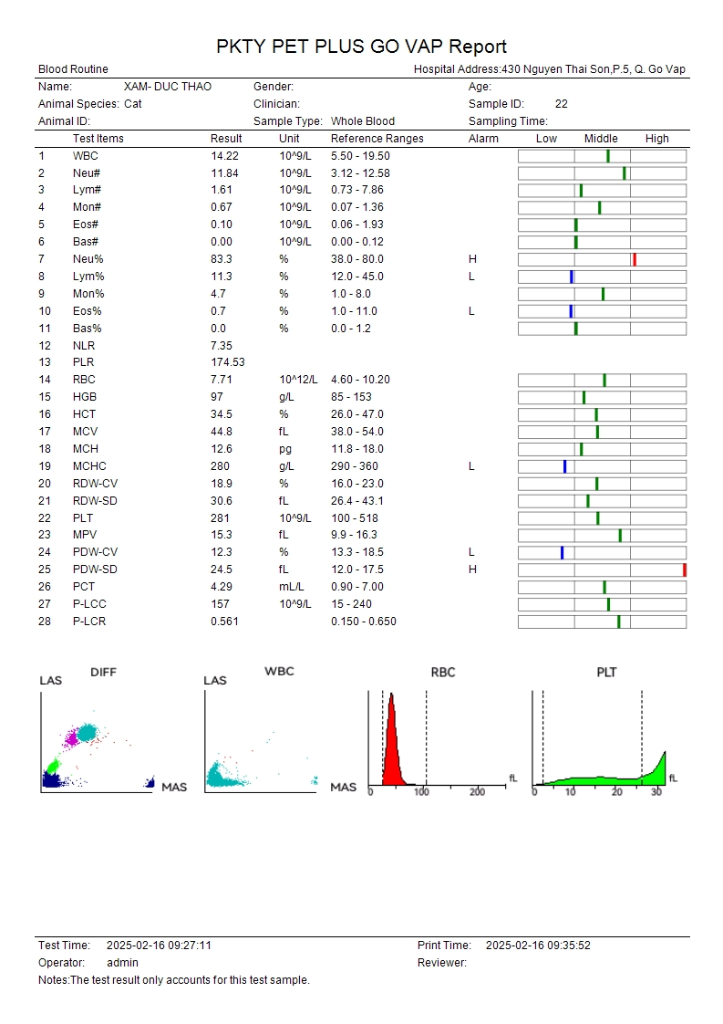 PKTY PET PLUS GO VAP Report
Blood Routine Hospital Address:430 Nguyen Thai Son,P.5, Q. Go Vap
Name: XAM- DUC THAO Gender: Age:
Animal Species: Cat Clinician: Sample ID: 22
Animal ID: Sample Type: Whole Blood Sampling Time:
Test Items Result Unit Reference Ranges Alarm Low Middle High
1 WBC 14.22 10^9/L 5.50 - 19.50
2 Neu# 11.84 10^9/L 3.12 - 12.58
3 Lym# 1.61 10^9/L 0.73 - 7.86
4 Mon# 0.67 10^9/L 0.07 - 1.36
5 Eos# 0.10 10^9/L 0.06 - 1.93
6 Bas# 0.00 10^9/L 0.00 - 0.12
7 Neu% 83.3 % 38.0 - 80.0 H
8 Lym% 11.3 % 12.0 - 45.0 L
9 Mon% 4.7 % 1.0 - 8.0
10 Eos% 0.7 % 1.0 - 11.0 L
11 Bas% 0.0 % 0.0 - 1.2
12 NLR 7.35
13 PLR 174.53
14 RBC 7.71 10^12/L 4.60 - 10.20
15 HGB 97 g/L 85 - 153
16 HCT 34.5 % 26.0 - 47.0
17 MCV 44.8 fL 38.0 - 54.0
18 MCH 12.6 pg 11.8 - 18.0
19 MCHC 280 g/L 290 - 360 L
20 RDW-CV 18.9 % 16.0 - 23.0
21 RDW-SD 30.6 fL 26.4 - 43.1
22 PLT 281 10^9/L 100 - 518
23 MPV 15.3 fL 9.9 - 16.3
24 PDW-CV 12.3 % 13.3 - 18.5 L
25 PDW-SD 24.5 fL 12.0 - 17.5 H
26 PCT 4.29 mL/L 0.90 - 7.00
27 P-LCC 157 10^9/L 15 - 240
28 P-LCR 0.561 0.150 - 0.650
DIFF WBC RBC PLT
LAS LAS
MAS MAS fL fL
0 100 200 0 10 20 30
Test Time: 2025-02-16 09:27:11 Print Time: 2025-02-16 09:35:52
Operator: admin Reviewer:
Notes:The test result only accounts for this test sample.